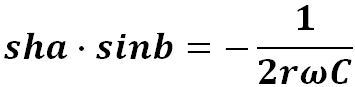 sha · sinb = − 1 / 2rωC